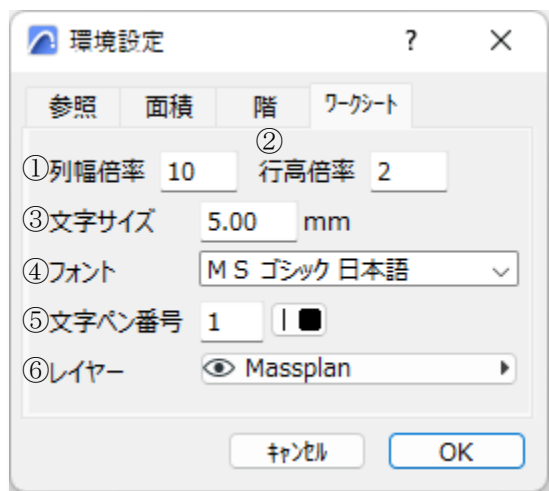 環境設定 ? ×
参照 面積 階 ワークシート
①列幅倍率 10 ②行高倍率 2
③文字サイズ 5.00 mm
④フォント ＭＳ ゴシック 日本語
⑤文字ペン番号 1
⑥レイヤー Massplan
キャンセル OK